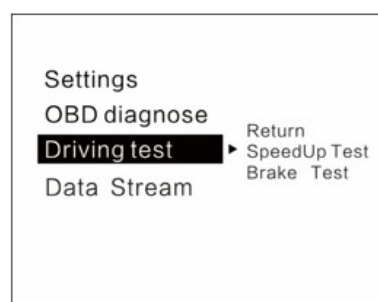 Settings
OBD diagnose
Driving test
Data Stream
Return
SpeedUp Test
Brake Test